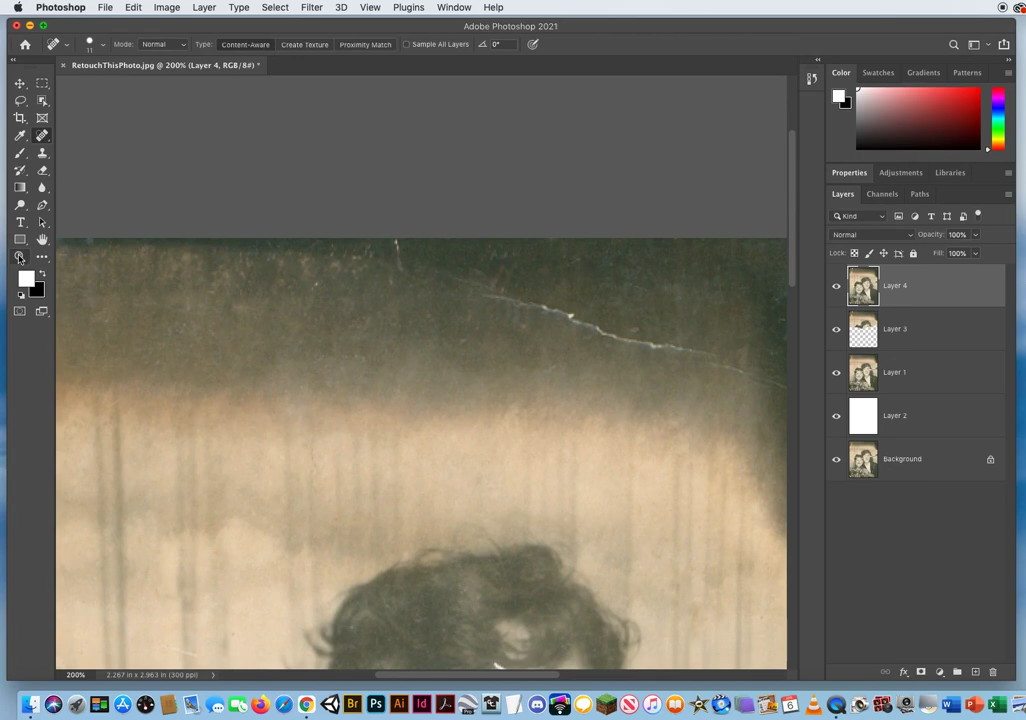 Photoshop File Edit Image Layer Type Select Filter 3D View Plugins Window Help
Adobe Photoshop 2021
11 Mode: Normal Type: Content-Aware Create Texture Proximity Match Sample All Layers 0°
RetouchThisPhoto.jpg @ 200% (Layer 4, RGB/8#) *
Color Swatches Gradients Patterns
Properties Adjustments Libraries
Layers Channels Paths
Kind
Normal Opacity: 100%
Lock: Fill: 100%
Layer 4
Layer 3
Layer 1
Layer 2
Background
200% 2.267 in x 2.963 in (300 ppi)